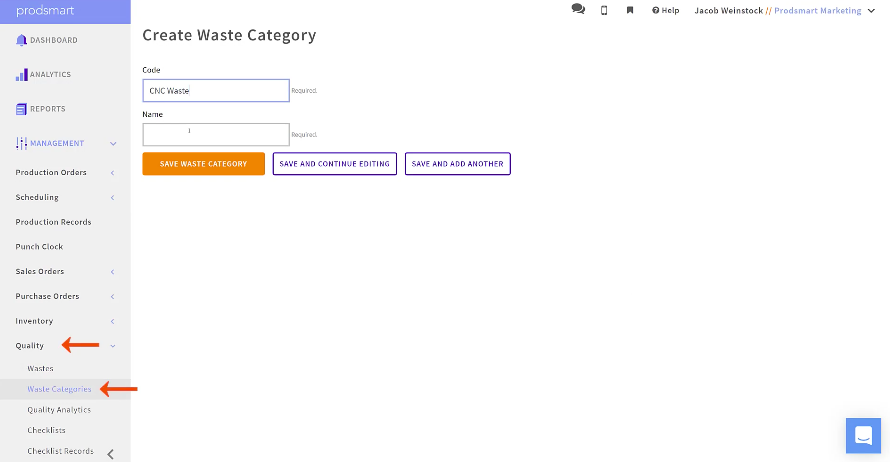 prodsmart
Help
Jacob Weinstock // Prodsmart Marketing
DASHBOARD
ANALYTICS
REPORTS
MANAGEMENT
Production Orders
Scheduling
Production Records
Punch Clock
Sales Orders
Purchase Orders
Inventory
Quality
Wastes
Waste Categories
Quality Analytics
Checklists
Checklist Records
Create Waste Category
Code
CNC Waste
Required.
Name
Required.
SAVE WASTE CATEGORY
SAVE AND CONTINUE EDITING
SAVE AND ADD ANOTHER